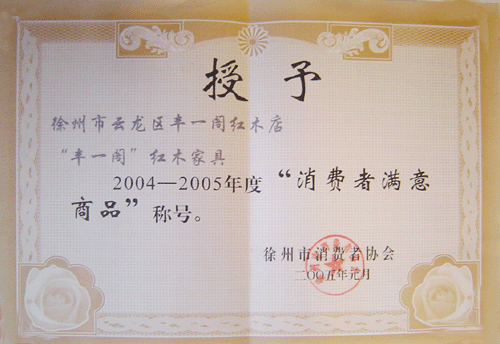 授予
徐州市云龙区丰一阁红木店
“丰一阁”红木家具
2004—2005年度“消费者满意
商品”称号。
徐州市消费者协会
二〇〇五年元月